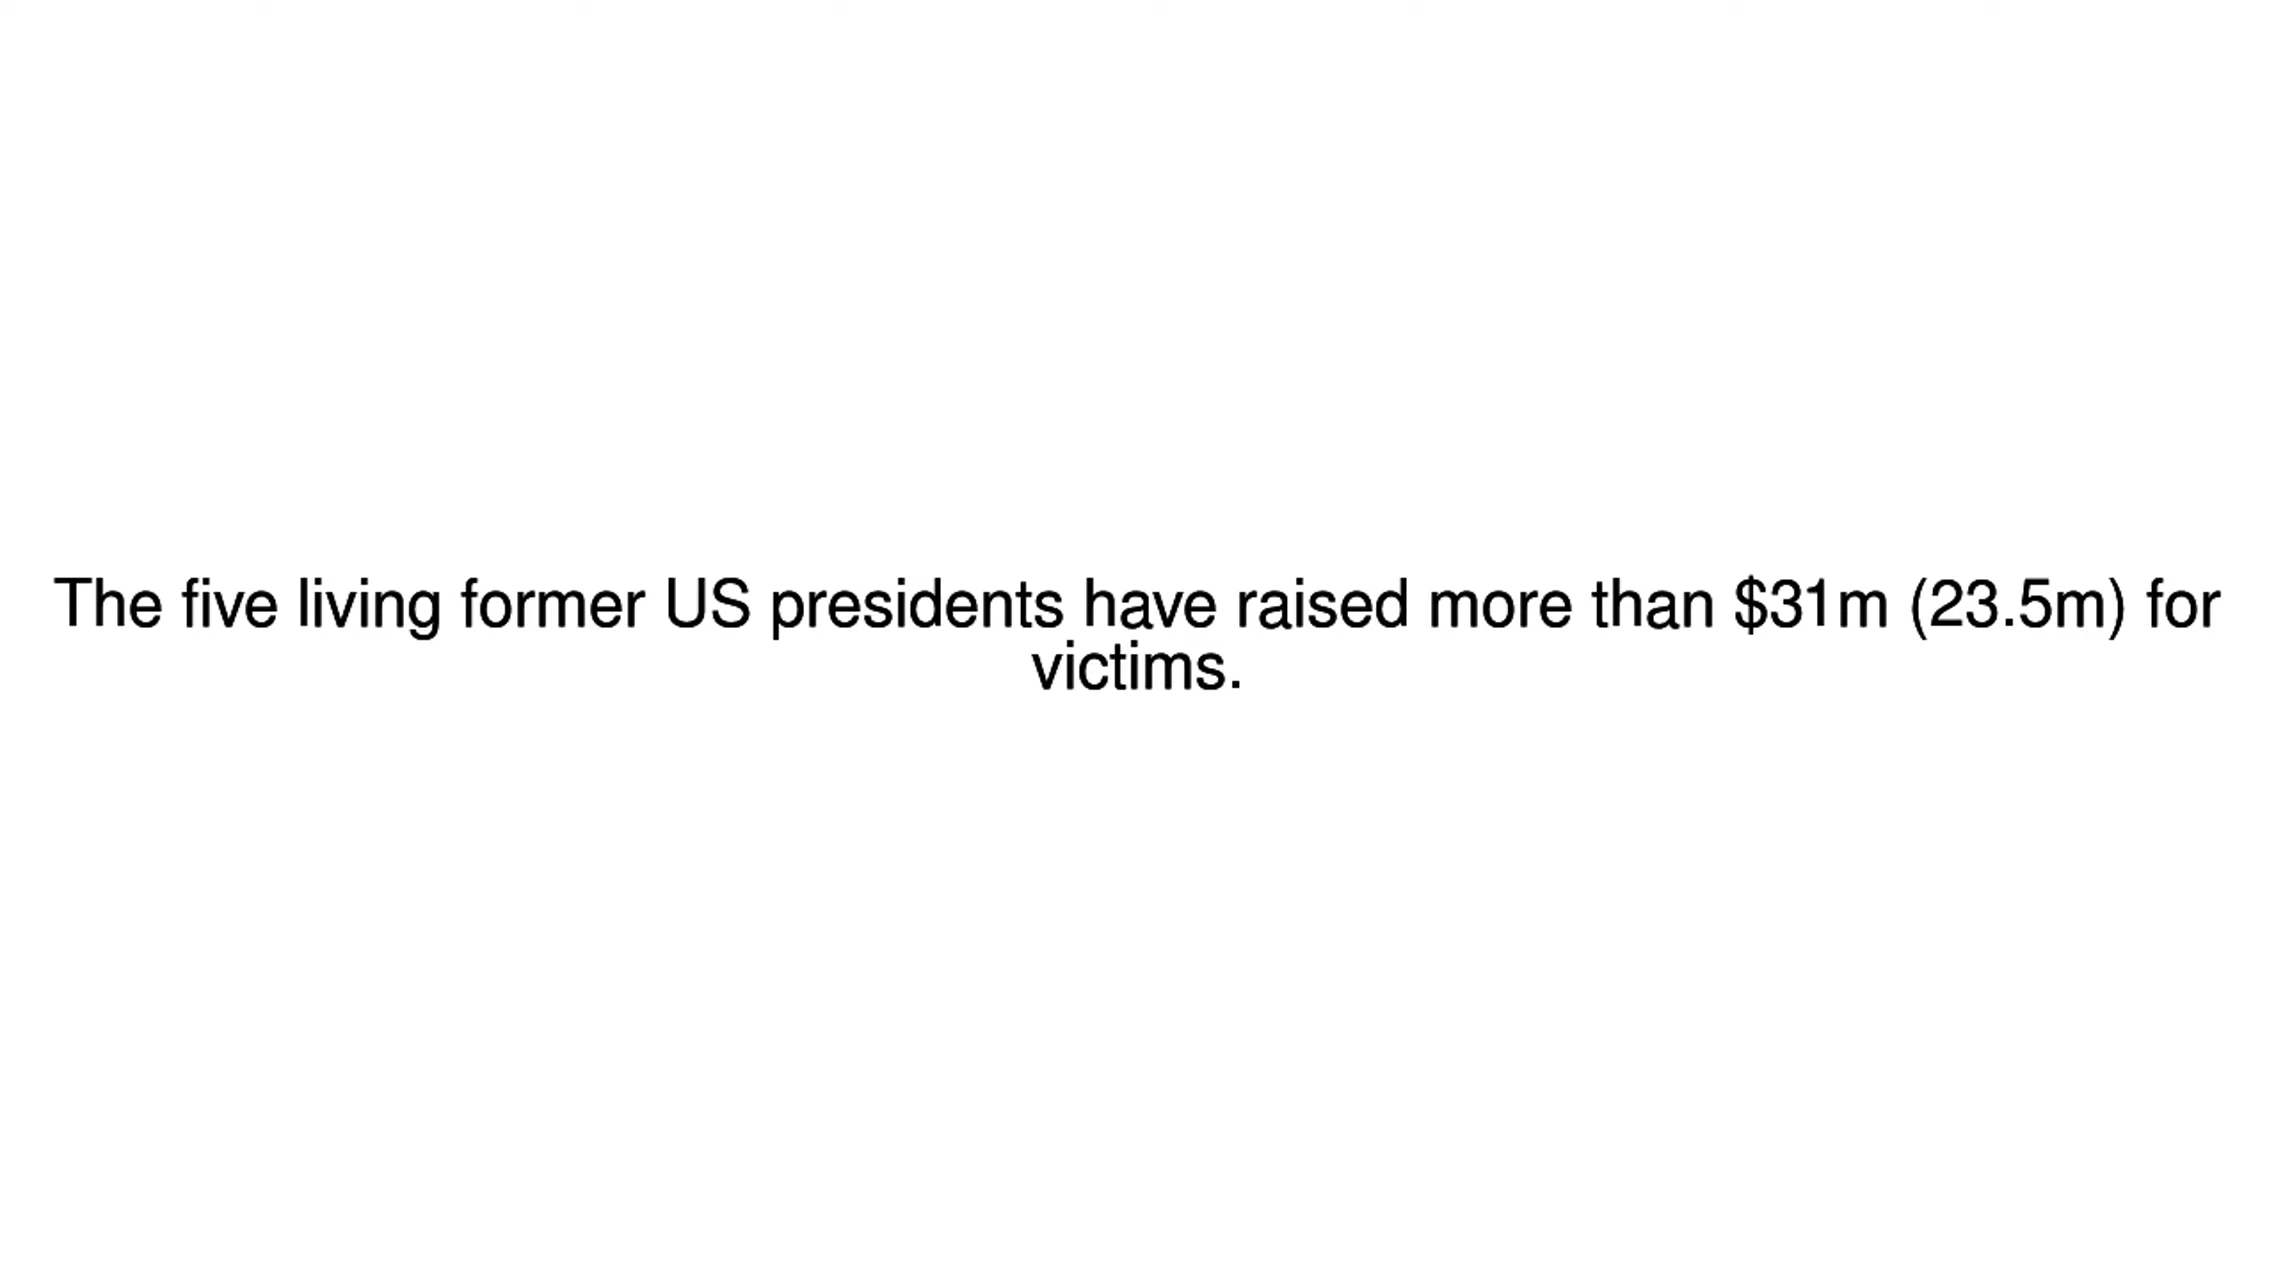 The five living former US presidents have raised more than $31m (23.5m) for
victims.